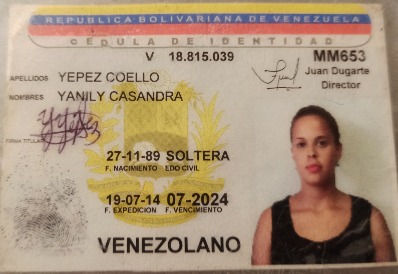 REPUBLICA BOLIVARIANA DE VENEZUELA
CEDULA DE IDENTIDAD
V 18.815.039 MM653
Juan Dugarte
Director
APELLIDOS YEPEZ COELLO
NOMBRES YANILY CASANDRA
FIRMA TITULAR
27-11-89 SOLTERA
F. NACIMIENTO EDO CIVIL
19-07-14 07-2024
F. EXPEDICION F. VENCIMIENTO
VENEZOLANO